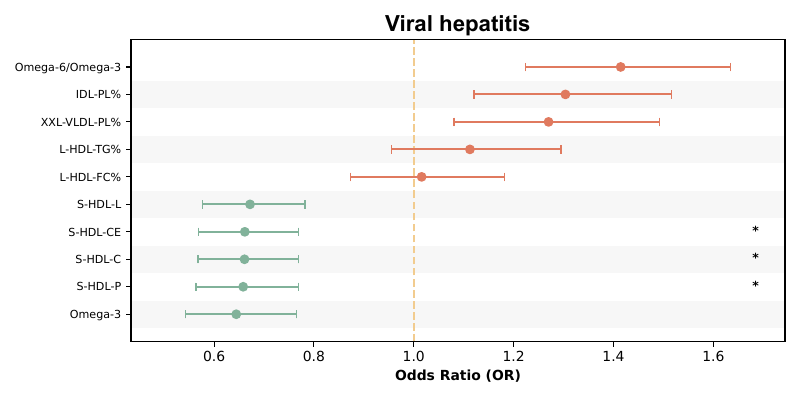 Viral hepatitis
Omega-6/Omega-3
IDL-PL%
XXL-VLDL-PL%
L-HDL-TG%
L-HDL-FC%
S-HDL-L
S-HDL-CE *
S-HDL-C *
S-HDL-P *
Omega-3
0.6 0.8 1.0 1.2 1.4 1.6
Odds Ratio (OR)